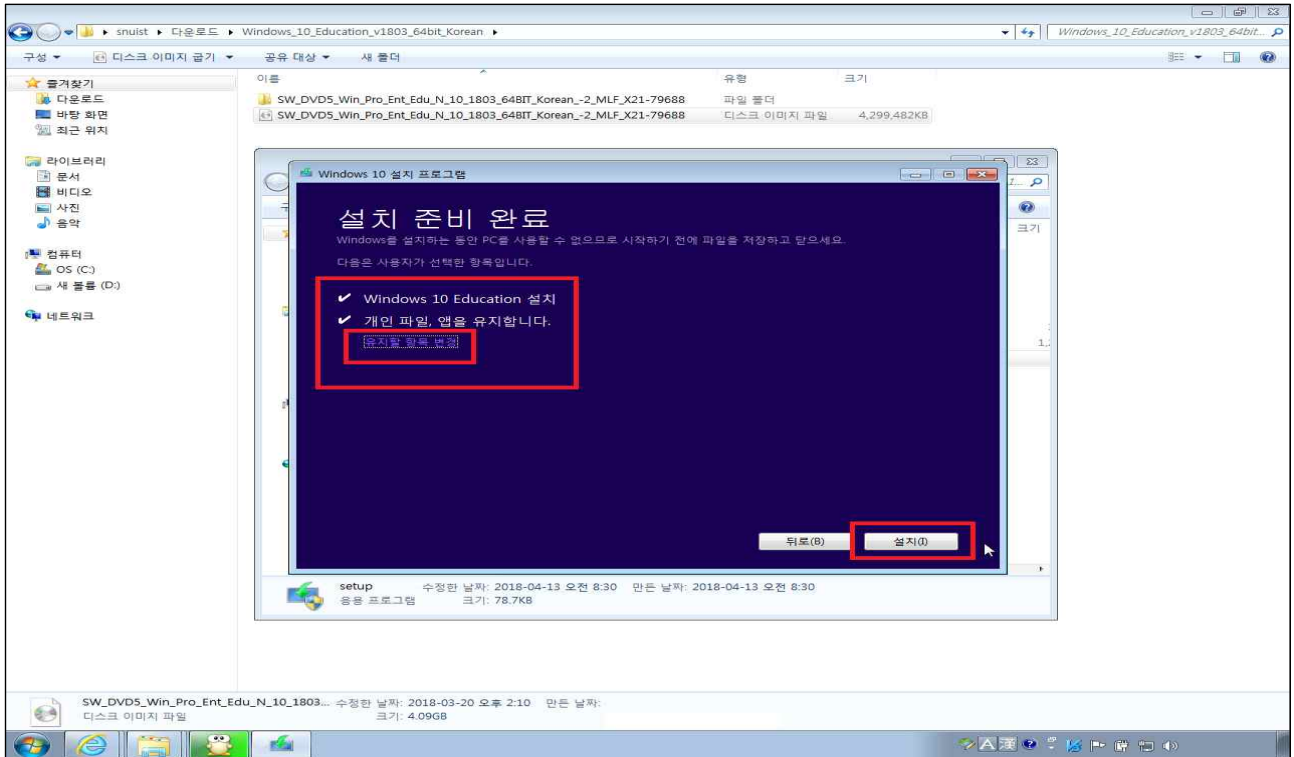 snuist ▸ 다운로드 ▸ Windows_10_Education_v1803_64bit_Korean ▸
Windows_10_Education_v1803_64bit...
구성 디스크 이미지 굽기 공유 대상 새 폴더
이름 유형 크기
SW_DVD5_Win_Pro_Ent_Edu_N_10_1803_64BIT_Korean_-2_MLF_X21-79688 파일 폴더
SW_DVD5_Win_Pro_Ent_Edu_N_10_1803_64BIT_Korean_-2_MLF_X21-79688 디스크 이미지 파일 4,299,482KB
즐겨찾기
다운로드
바탕 화면
최근 위치
라이브러리
문서
비디오
사진
음악
컴퓨터
OS (C:)
새 볼륨 (D:)
네트워크
Windows 10 설치 프로그램
크기
설치 준비 완료
Windows를 설치하는 동안 PC를 사용할 수 없으므로 시작하기 전에 파일을 저장하고 닫으세요.
다음은 사용자가 선택한 항목입니다.
✔ Windows 10 Education 설치
✔ 개인 파일, 앱을 유지합니다.
유지할 항목 변경
뒤로(B) 설치(I)
setup 수정한 날짜: 2018-04-13 오전 8:30 만든 날짜: 2018-04-13 오전 8:30
응용 프로그램 크기: 78.7KB
SW_DVD5_Win_Pro_Ent_Edu_N_10_1803... 수정한 날짜: 2018-03-20 오후 2:10 만든 날짜:
디스크 이미지 파일 크기: 4.09GB
A 漢